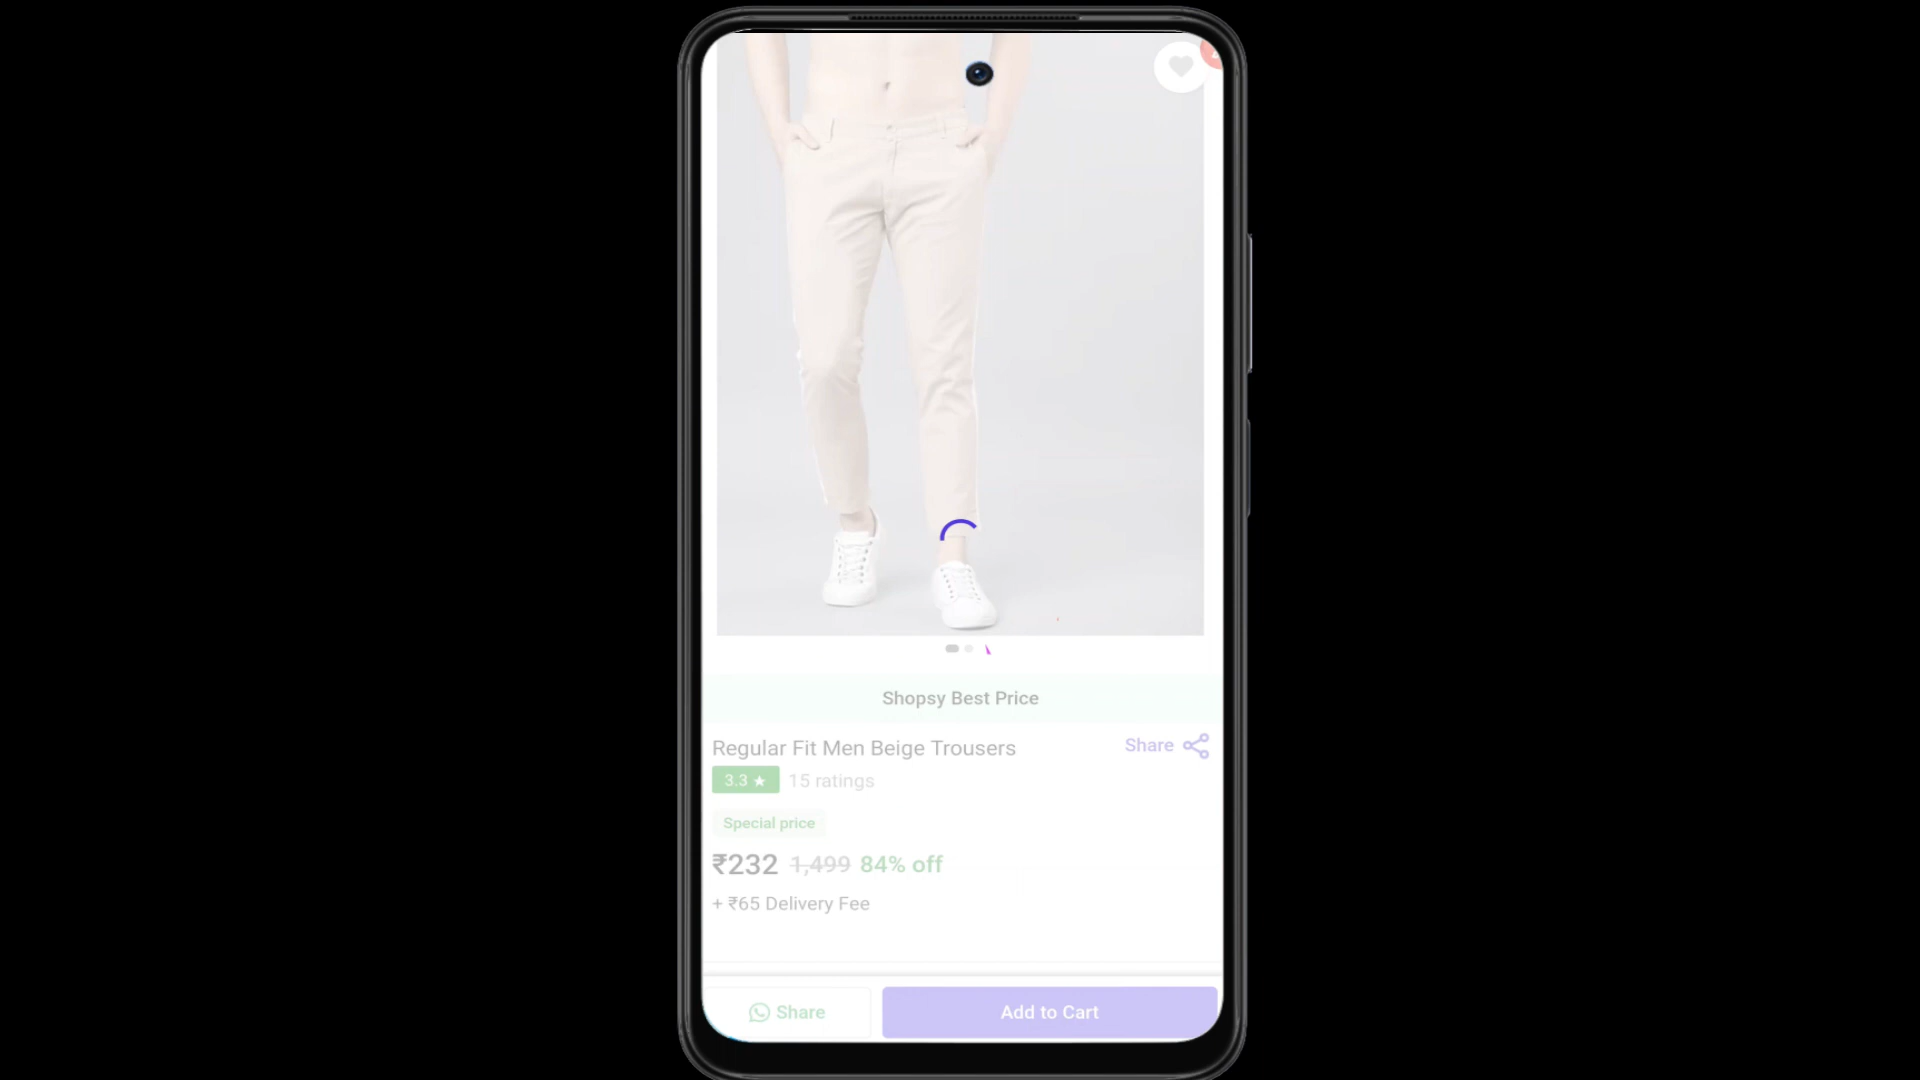 Shopsy Best Price
Regular Fit Men Beige Trousers
Share
3.3 ★ 15 ratings
Special price
₹232 1,499 84% off
+ ₹65 Delivery Fee
Share
Add to Cart